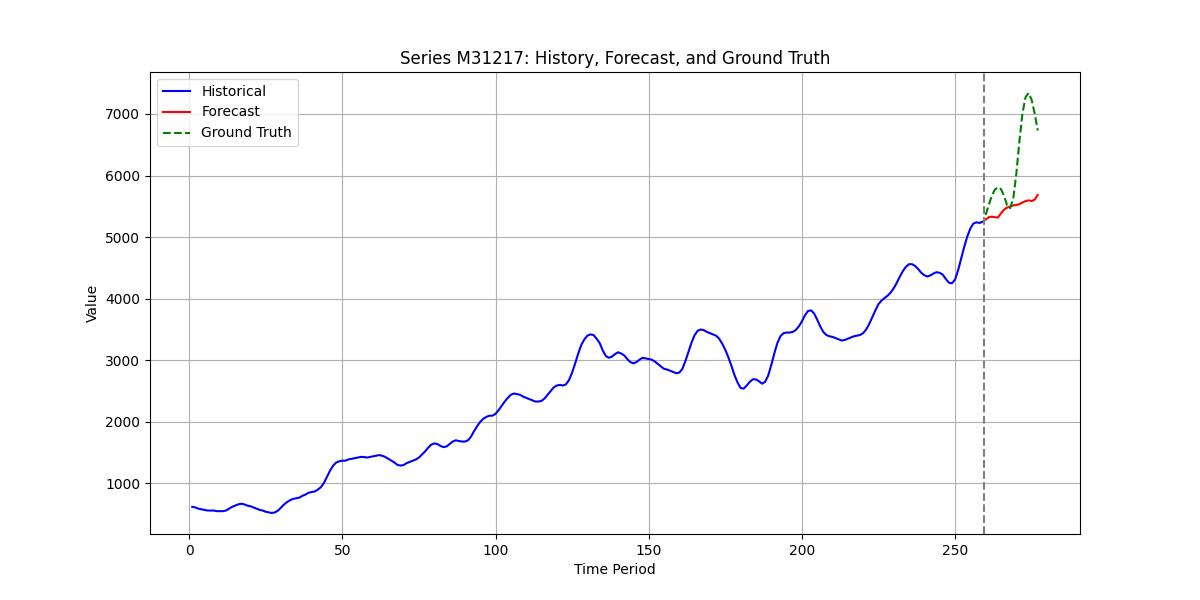 Series M31217: History, Forecast, and Ground Truth
Historical
Forecast
Ground Truth
7000
6000
5000
4000
3000
2000
1000
Value
0 50 100 150 200 250
Time Period